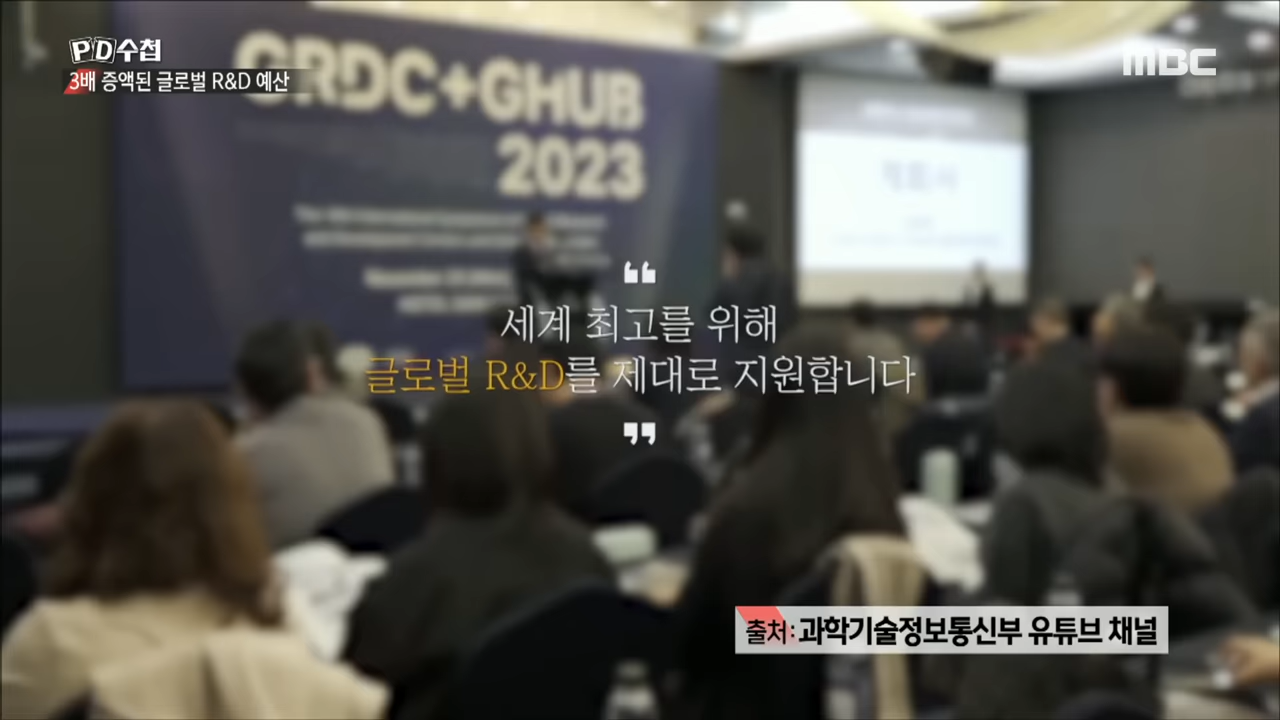 PD수첩
3배 증액된 글로벌 R&D 예산
MBC
GRDC+GHUB
2023
“
세계 최고를 위해
글로벌 R&D를 제대로 지원합니다
”
출처: 과학기술정보통신부 유튜브 채널